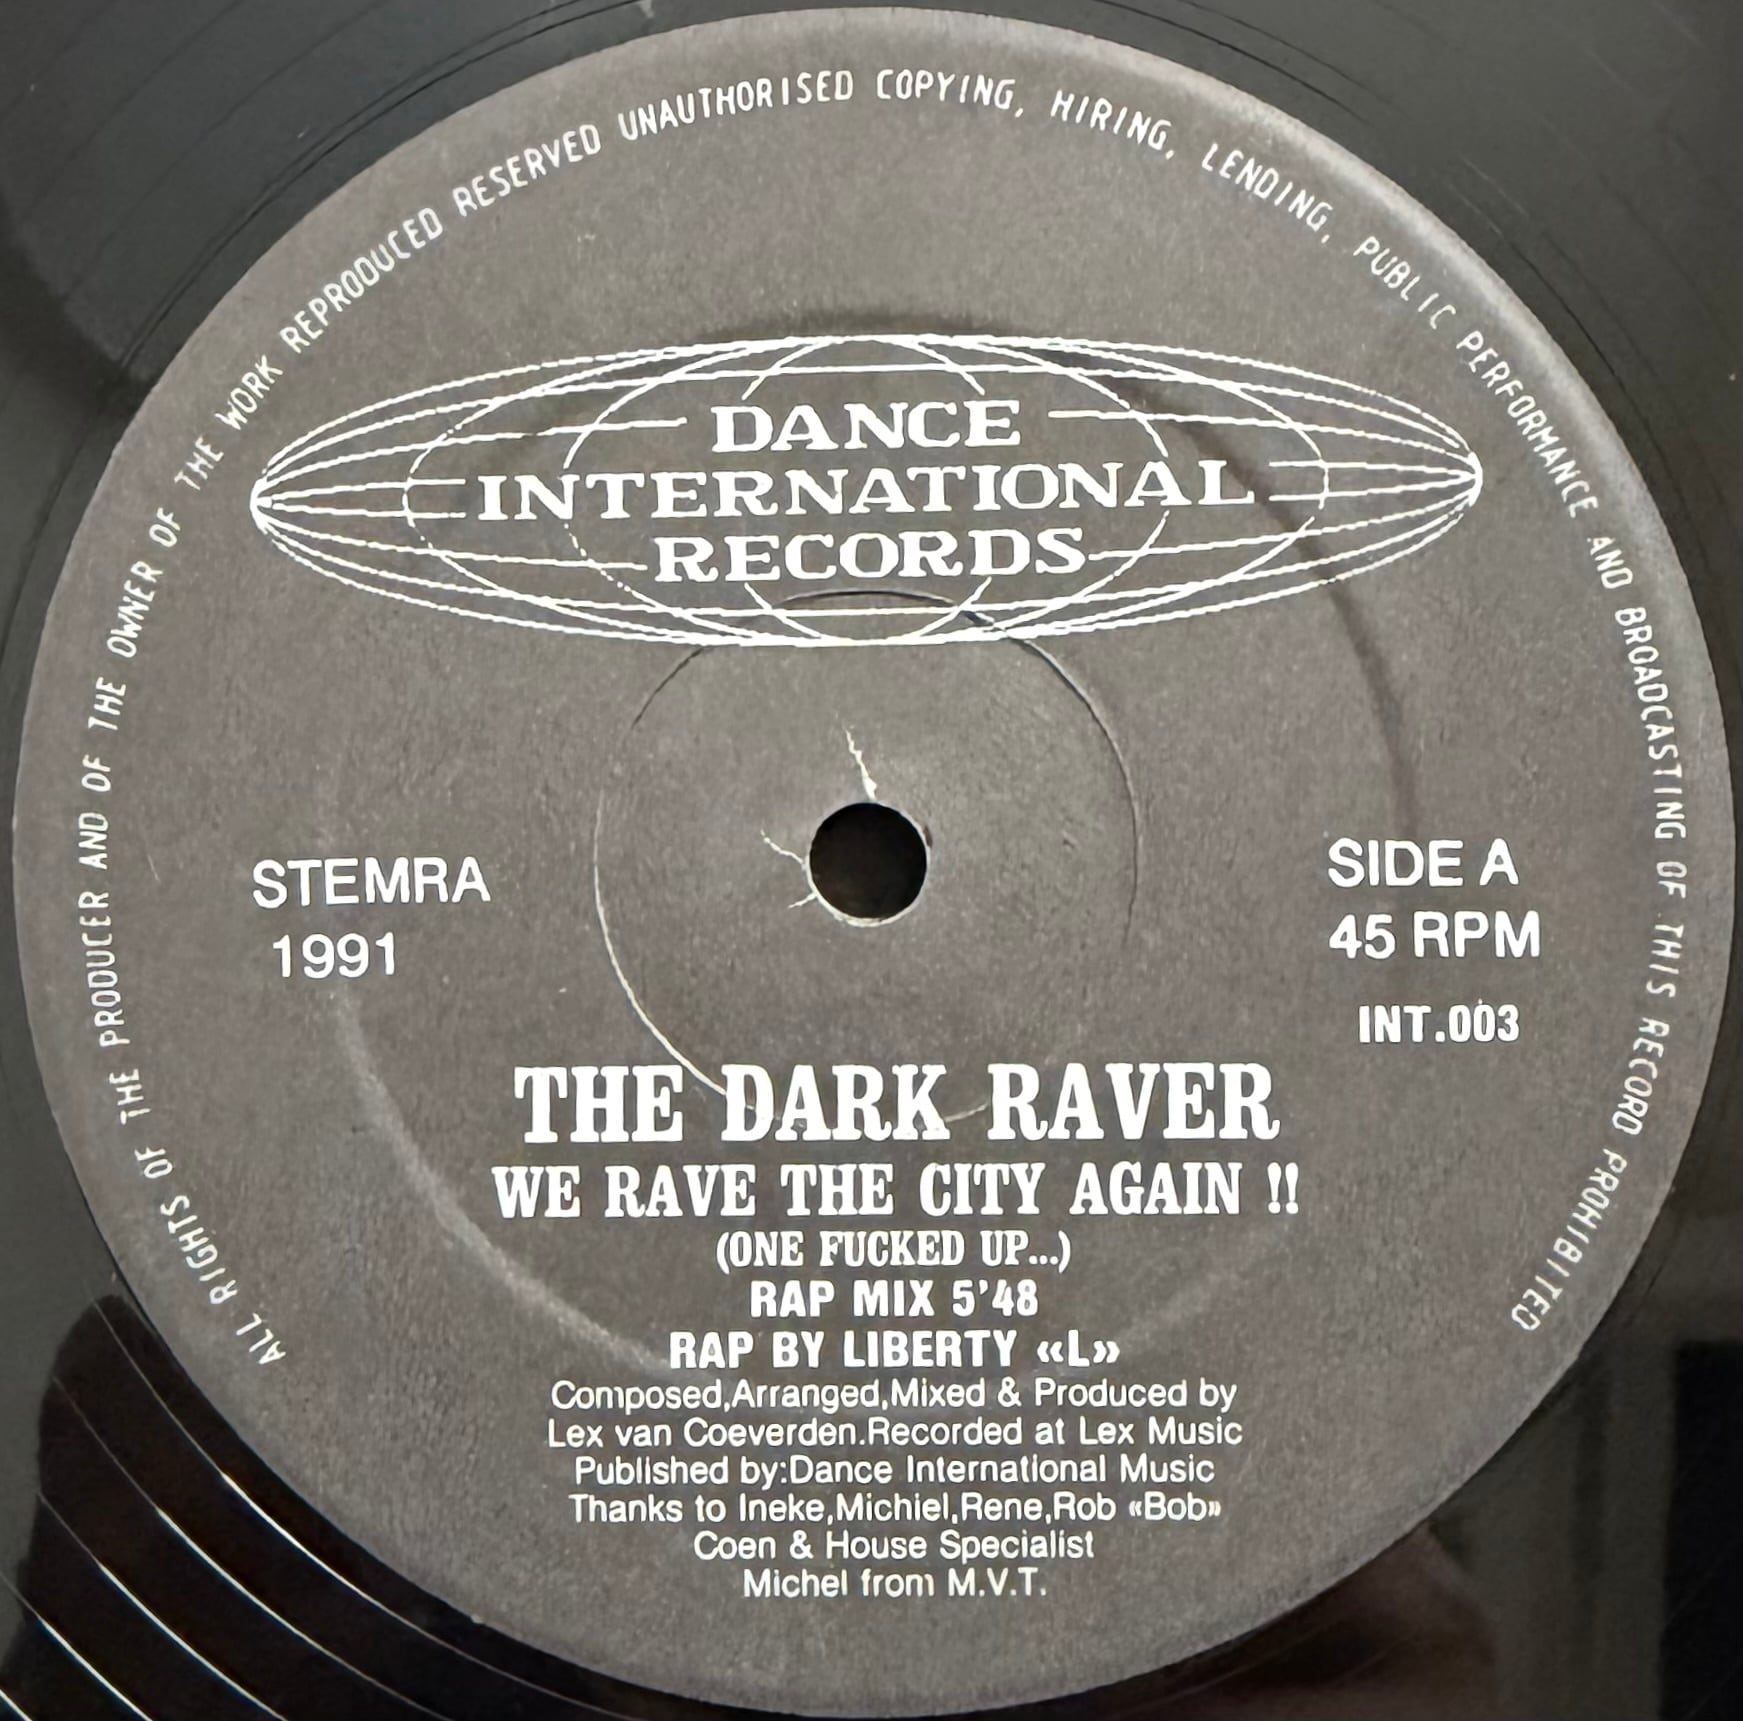 ALL RIGHTS OF THE PRODUCER AND OF THE OWNER OF THE WORK REPRODUCED RESERVED UNAUTHORISED COPYING, HIRING, LENDING, PUBLIC PERFORMANCE AND BROADCASTING OF THIS RECORD PROHIBITED
DANCE
INTERNATIONAL
RECORDS
STEMRA
1991
SIDE A
45 RPM
INT.003
THE DARK RAVER
WE RAVE THE CITY AGAIN !!
(ONE FUCKED UP...)
RAP MIX 5'48
RAP BY LIBERTY «L»
Composed,Arranged,Mixed & Produced by
Lex van Coeverden.Recorded at Lex Music
Published by:Dance International Music
Thanks to Ineke,Michiel,Rene,Rob «Bob»
Coen & House Specialist
Michel from M.V.T.